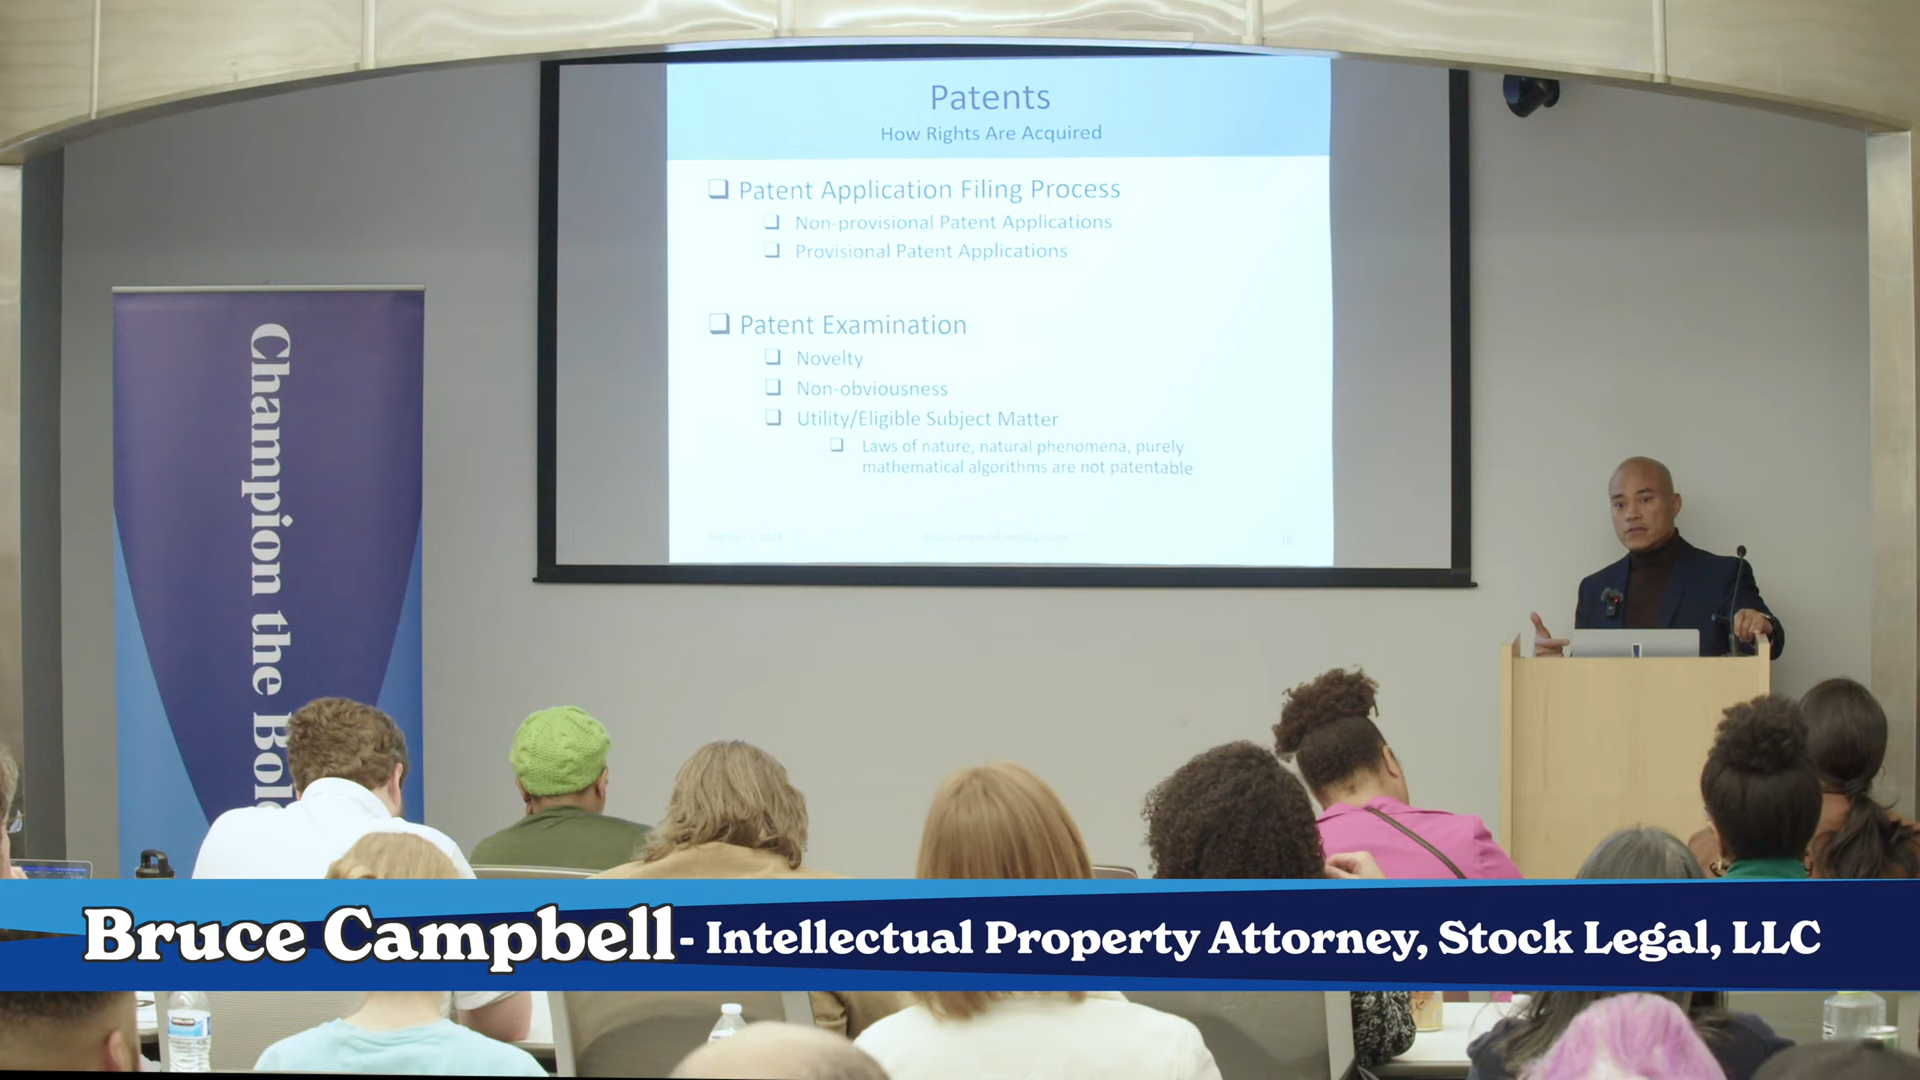 Patents
How Rights Are Acquired
Patent Application Filing Process
Non-provisional Patent Applications
Provisional Patent Applications
Patent Examination
Novelty
Non-obviousness
Utility/Eligible Subject Matter
Laws of nature, natural phenomena, purely
mathematical algorithms are not patentable
10
Champion the Bold
Bruce Campbell - Intellectual Property Attorney, Stock Legal, LLC